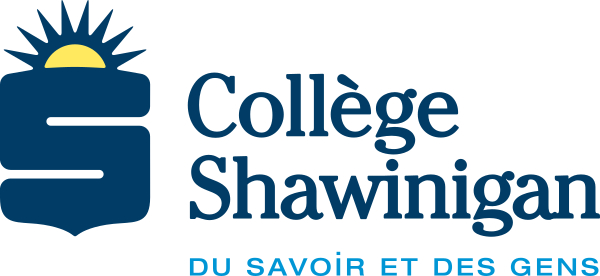 Collège
Shawinigan
DU SAVOiR ET DES GENS